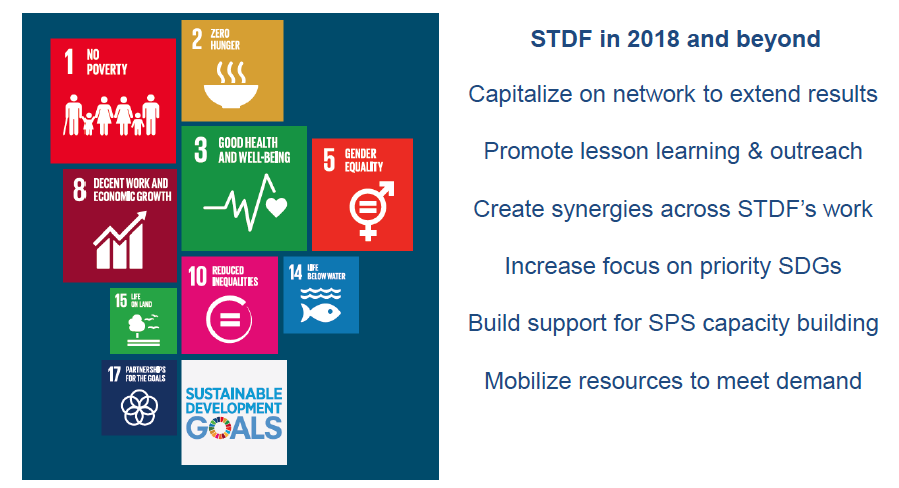 1 NO
POVERTY
2 ZERO
HUNGER
3 GOOD HEALTH
AND WELL-BEING
5 GENDER
EQUALITY
8 DECENT WORK AND
ECONOMIC GROWTH
10 REDUCED
INEQUALITIES
14 LIFE
BELOW WATER
15 LIFE
ON LAND
17 PARTNERSHIPS
FOR THE GOALS
SUSTAINABLE
DEVELOPMENT
GOALS
STDF in 2018 and beyond
Capitalize on network to extend results
Promote lesson learning & outreach
Create synergies across STDF's work
Increase focus on priority SDGs
Build support for SPS capacity building
Mobilize resources to meet demand